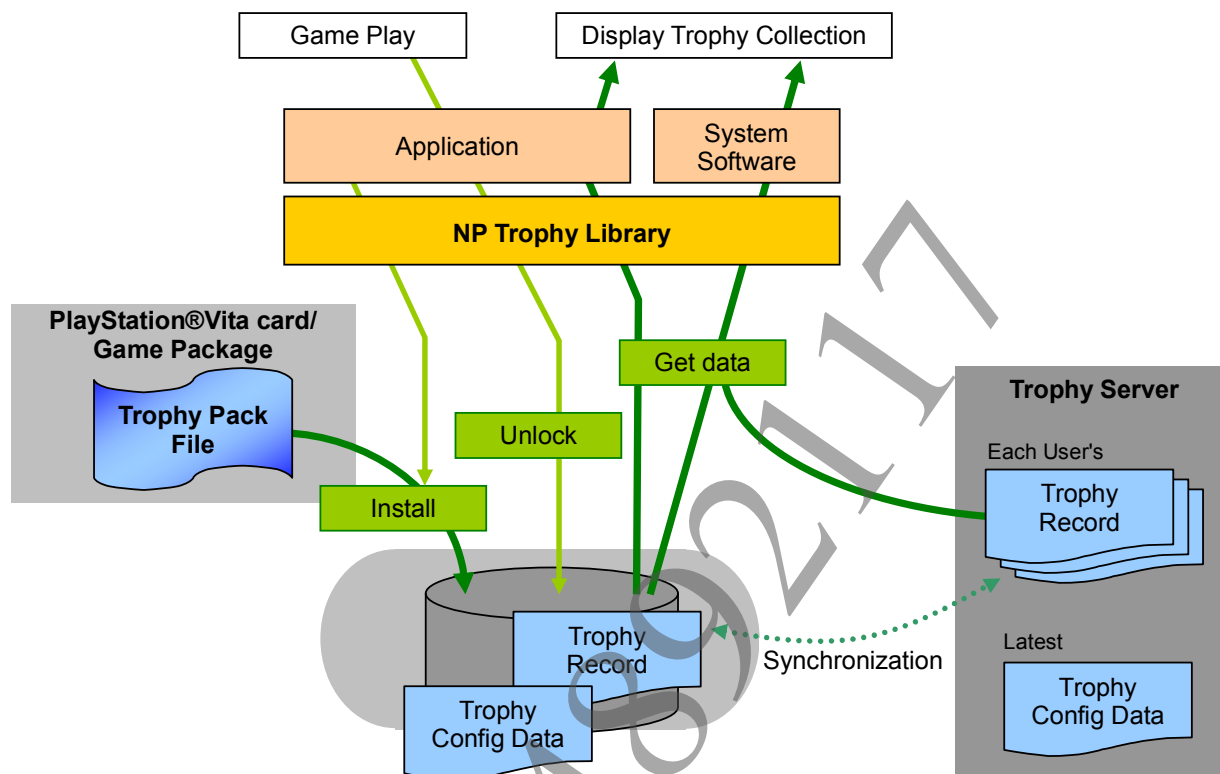 Game Play
Display Trophy Collection
Application
System
Software
NP Trophy Library
PlayStation®Vita card/
Game Package
Trophy Pack
File
Get data
Unlock
Install
Trophy Server
Each User's
Trophy
Record
Trophy
Record
Synchronization
Trophy
Config Data
Latest
Trophy
Config Data